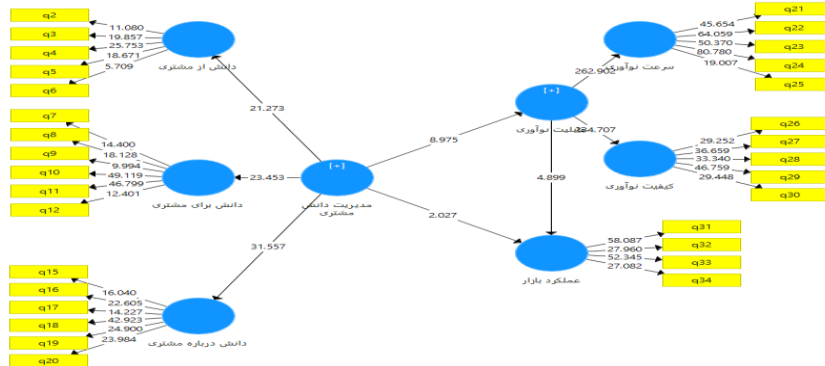 q2
q3
q4
q5
q6
11.080
19.857
25.753
18.671
5.709
دانش از مشتری
q7
q8
q9
q10
q11
q12
14.400
18.128
9.994
49.119
46.799
12.401
دانش برای مشتری
q15
q16
q17
q18
q19
q20
16.040
22.605
14.227
42.923
24.900
23.984
دانش درباره مشتری
21.273
23.453
31.557
[+]
مدیریت دانش
مشتری
8.975
2.027
[+]
نوآوری
4.899
262.902
سرعت نوآوری
45.654
64.059
50.370
80.780
19.007
q21
q22
q23
q24
q25
کیفیت نوآوری
29.252
36.659
33.340
46.759
29.448
q26
q27
q28
q29
q30
عملکرد بازار
58.087
27.960
52.345
27.082
q31
q32
q33
q34